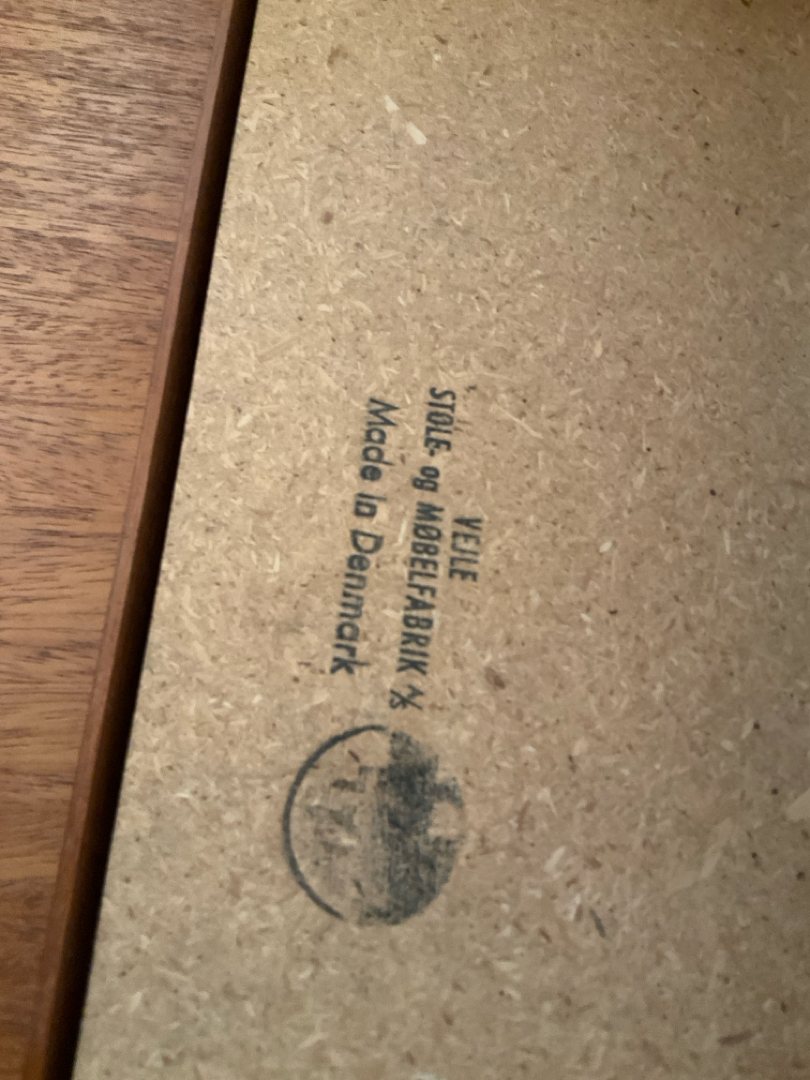 VEJLE
STOLE- og MØBELFABRIK A/S
Made in Denmark